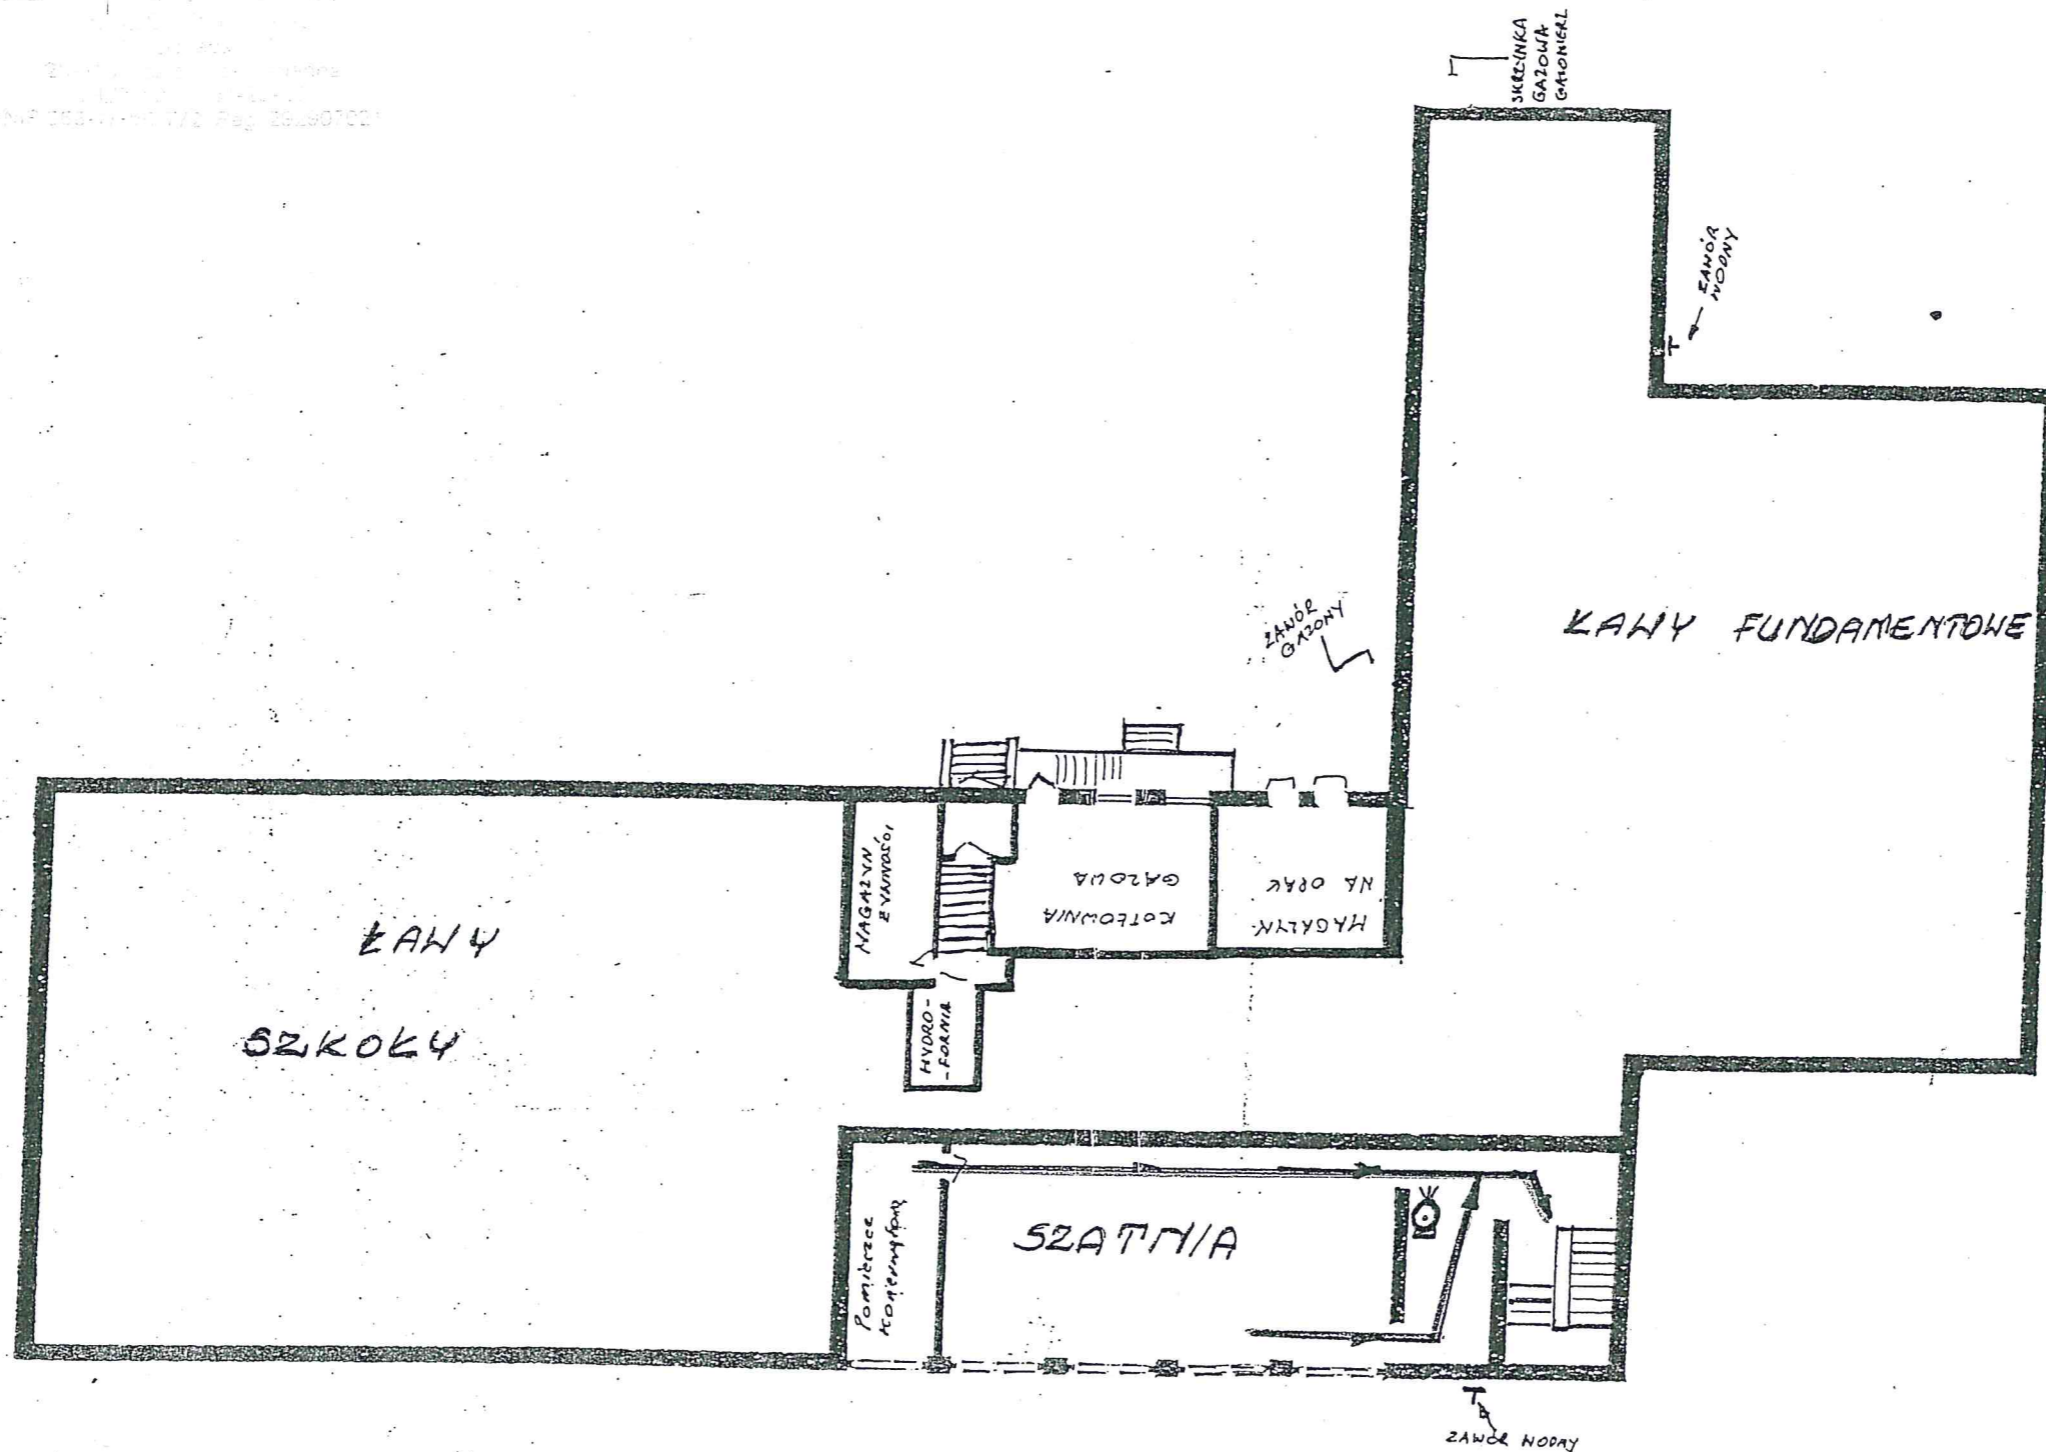 SKRZYNKA
GAZOWA
GAZOMIERZ
ZAWÓR
WODNY
ZAWÓR
GAZOWY
ŁAWY FUNDAMENTOWE
MAGAZYN
ŻYWNOŚCI
KOTŁOWNIA
GAZOWA
MAGAZYN
NA OPAŁ
ŁAWY
SZKOŁY
HYDRO-
-FORNIA
SZATNIA
ZAWÓR WODNY